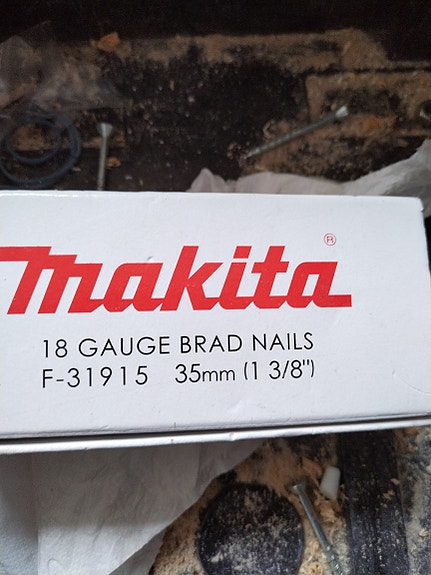 makita ®
18 GAUGE BRAD NAILS
F-31915 35mm (1 3/8")